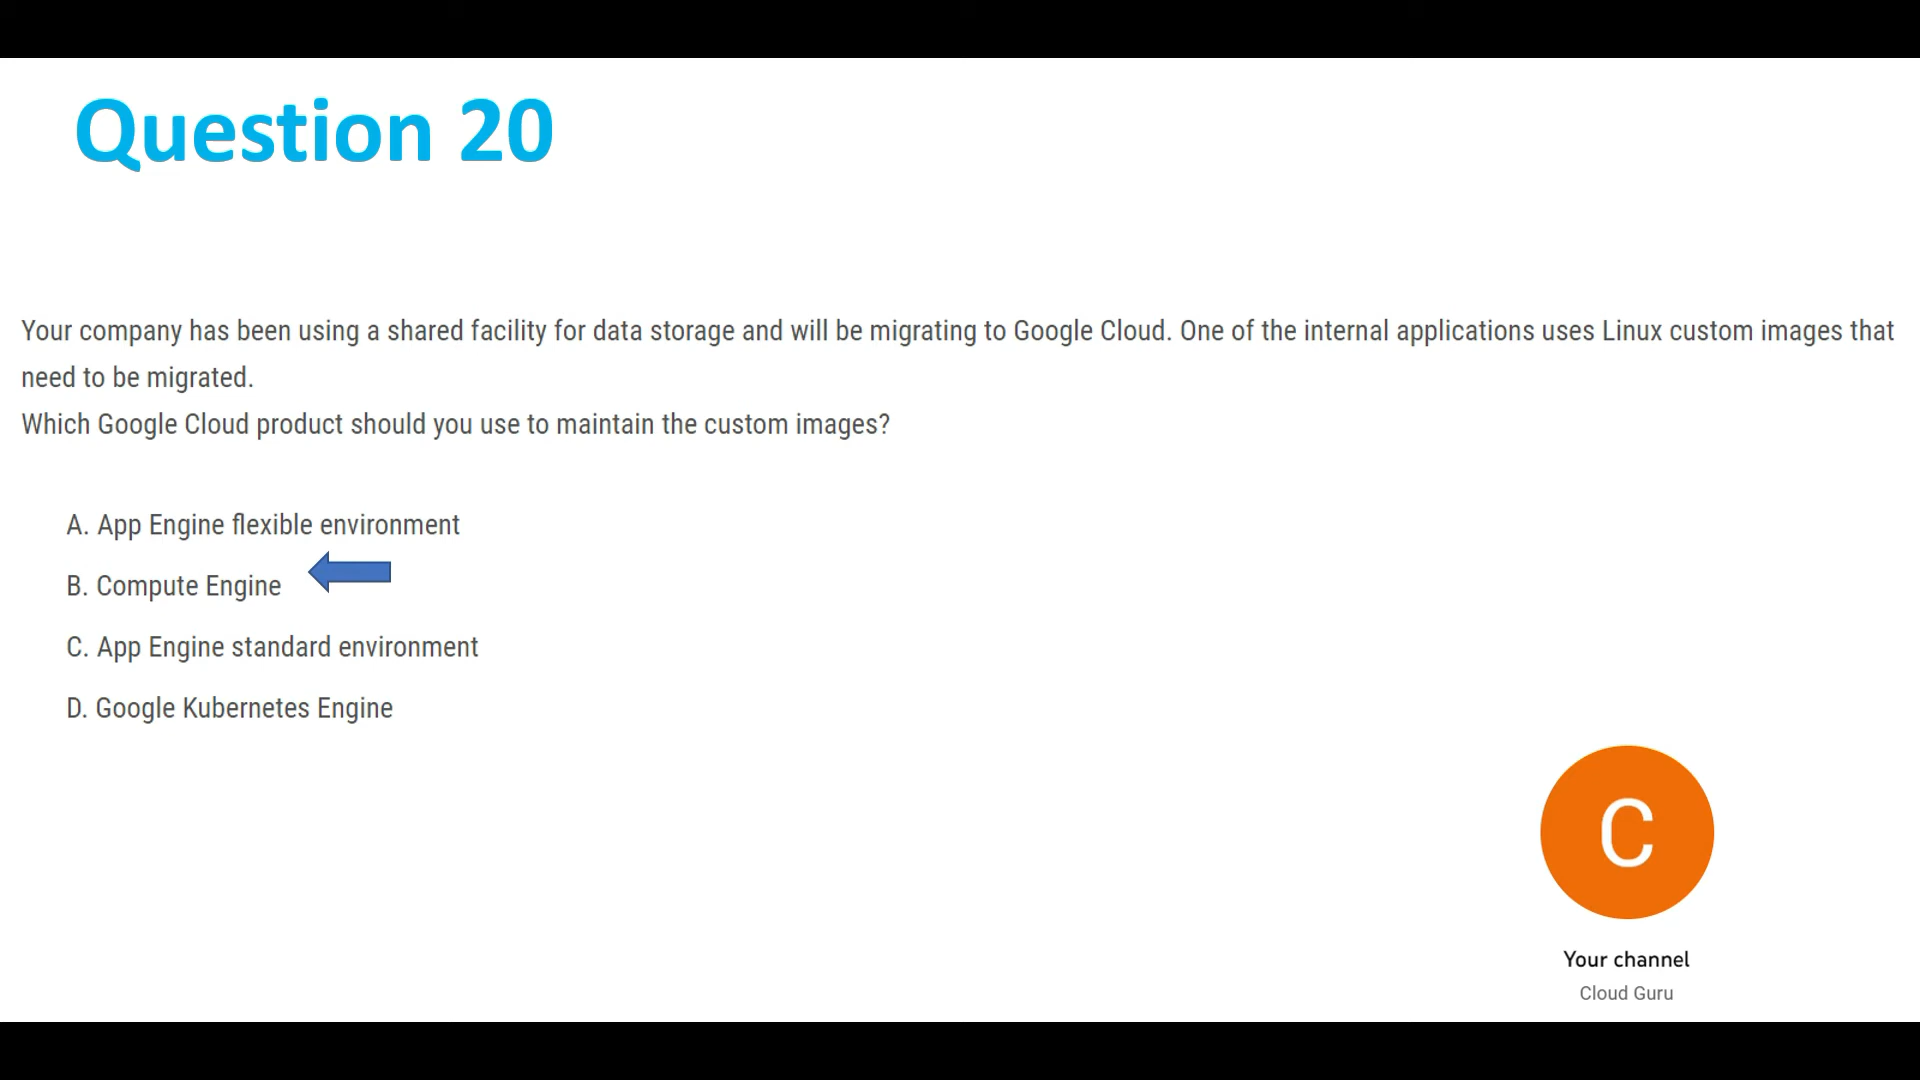 Question 20
Your company has been using a shared facility for data storage and will be migrating to Google Cloud. One of the internal applications uses Linux custom images that
need to be migrated.
Which Google Cloud product should you use to maintain the custom images?
A. App Engine flexible environment
B. Compute Engine
C. App Engine standard environment
D. Google Kubernetes Engine
C
Your channel
Cloud Guru